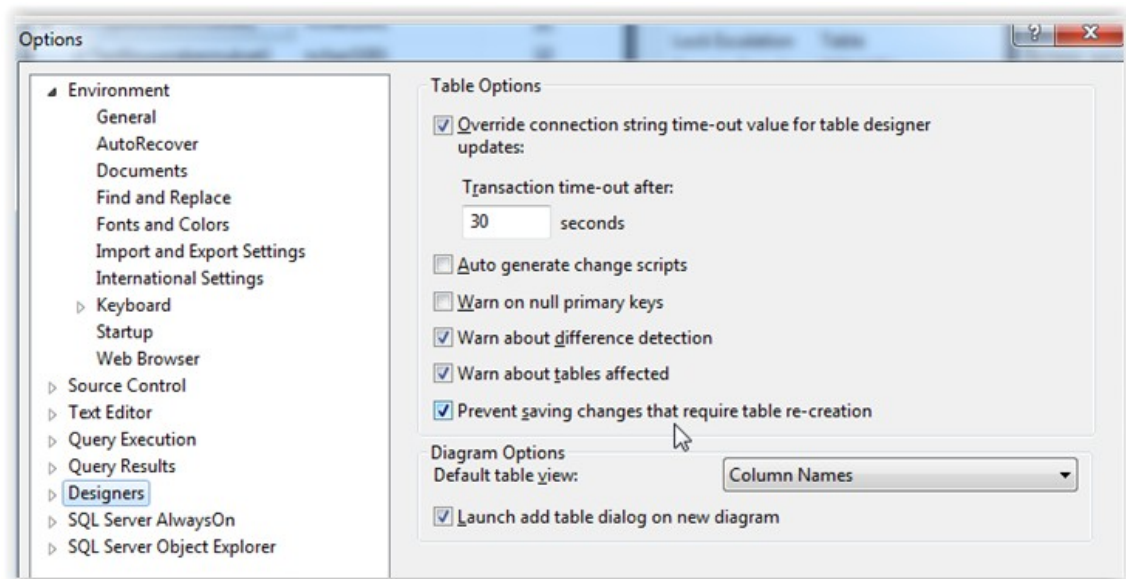 Options
Environment
General
AutoRecover
Documents
Find and Replace
Fonts and Colors
Import and Export Settings
International Settings
Keyboard
Startup
Web Browser
Source Control
Text Editor
Query Execution
Query Results
Designers
SQL Server AlwaysOn
SQL Server Object Explorer
Table Options
Override connection string time-out value for table designer
updates:
Transaction time-out after:
30 seconds
Auto generate change scripts
Warn on null primary keys
Warn about difference detection
Warn about tables affected
Prevent saving changes that require table re-creation
Diagram Options
Default table view: Column Names
Launch add table dialog on new diagram